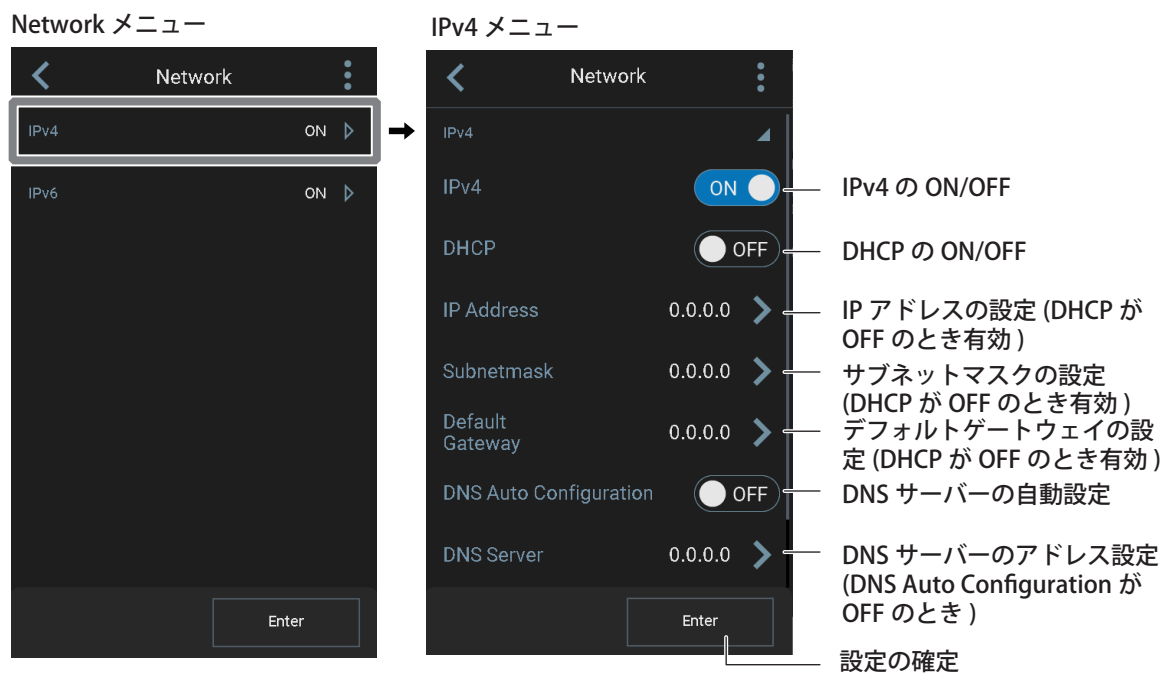 Network メニュー
Network
IPv4 ON
IPv6 ON
Enter
IPv4 メニュー
Network
IPv4
IPv4 ON
IPv4 の ON/OFF
DHCP OFF
DHCP の ON/OFF
IP Address 0.0.0.0
IP アドレスの設定 (DHCP が
OFF のとき有効 )
Subnetmask 0.0.0.0
サブネットマスクの設定
(DHCP が OFF のとき有効 )
Default
Gateway 0.0.0.0
デフォルトゲートウェイの設
定 (DHCP が OFF のとき有効 )
DNS Auto Configuration OFF
DNS サーバーの自動設定
DNS Server 0.0.0.0
DNS サーバーのアドレス設定
(DNS Auto Configuration が
OFF のとき )
Enter
設定の確定